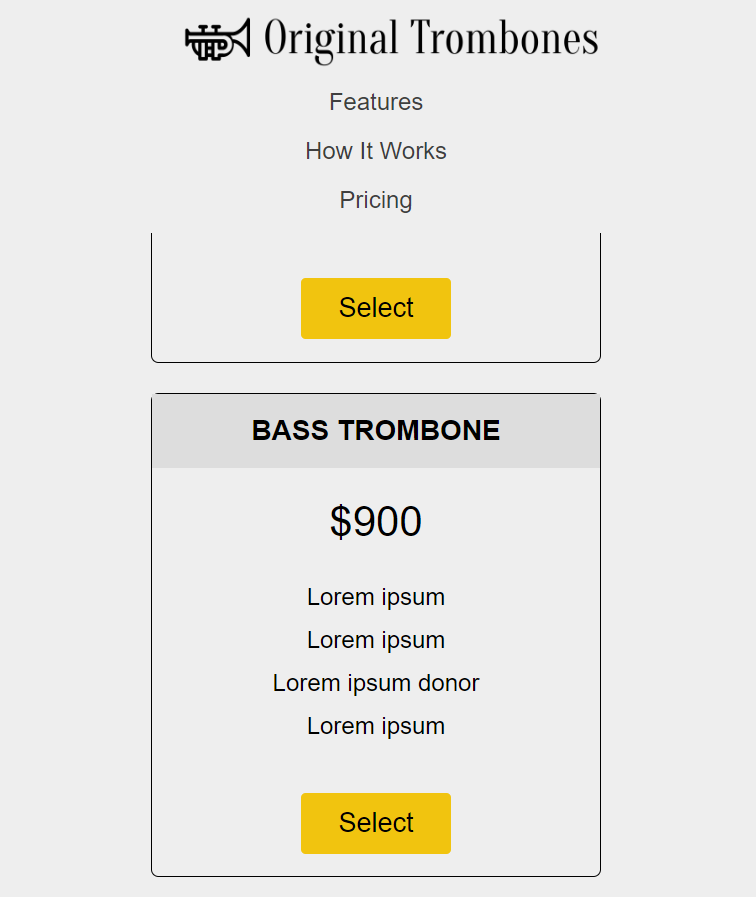 Original Trombones
Features
How It Works
Pricing
Select
BASS TROMBONE
$900
Lorem ipsum
Lorem ipsum
Lorem ipsum donor
Lorem ipsum
Select